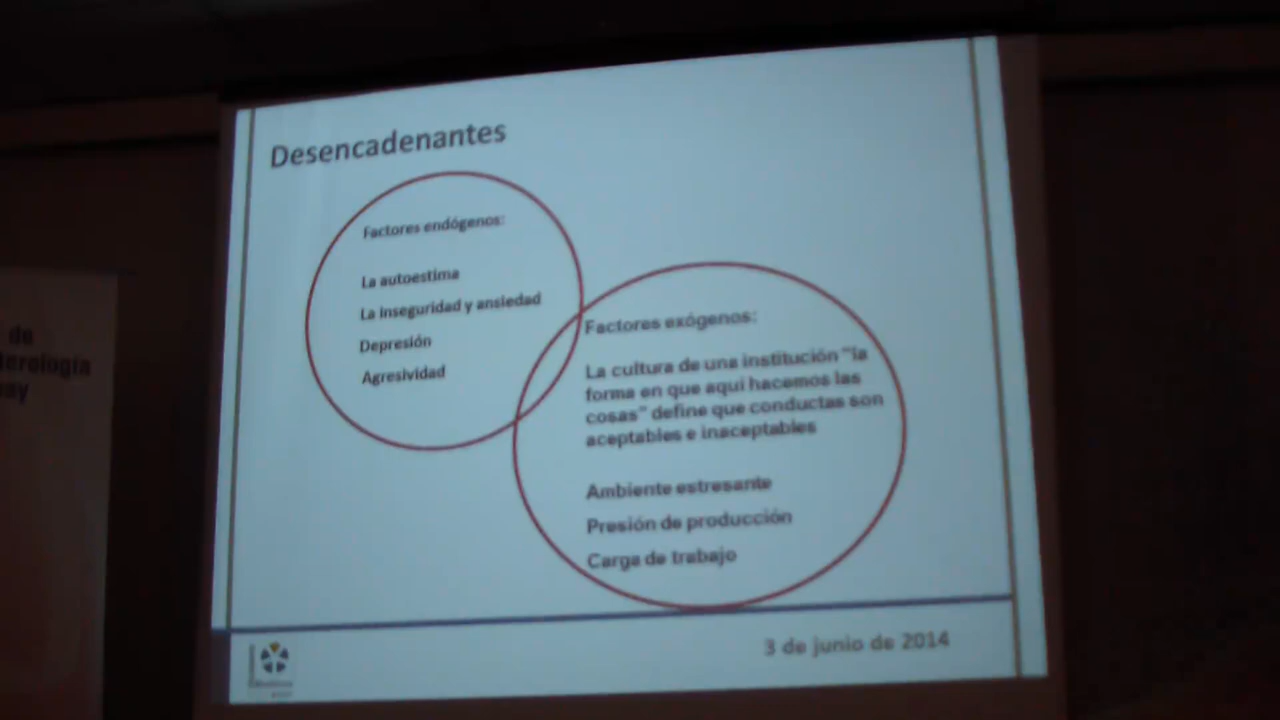 Desencadenantes
Factores endógenos:
La autoestima
La inseguridad y ansiedad
Depresión
Agresividad
Factores exógenos:
La cultura de una institución "la
forma en que aquí hacemos las
cosas" define que conductas son
aceptables e inaceptables
Ambiente estresante
Presión de producción
Carga de trabajo
3 de junio de 2014
de